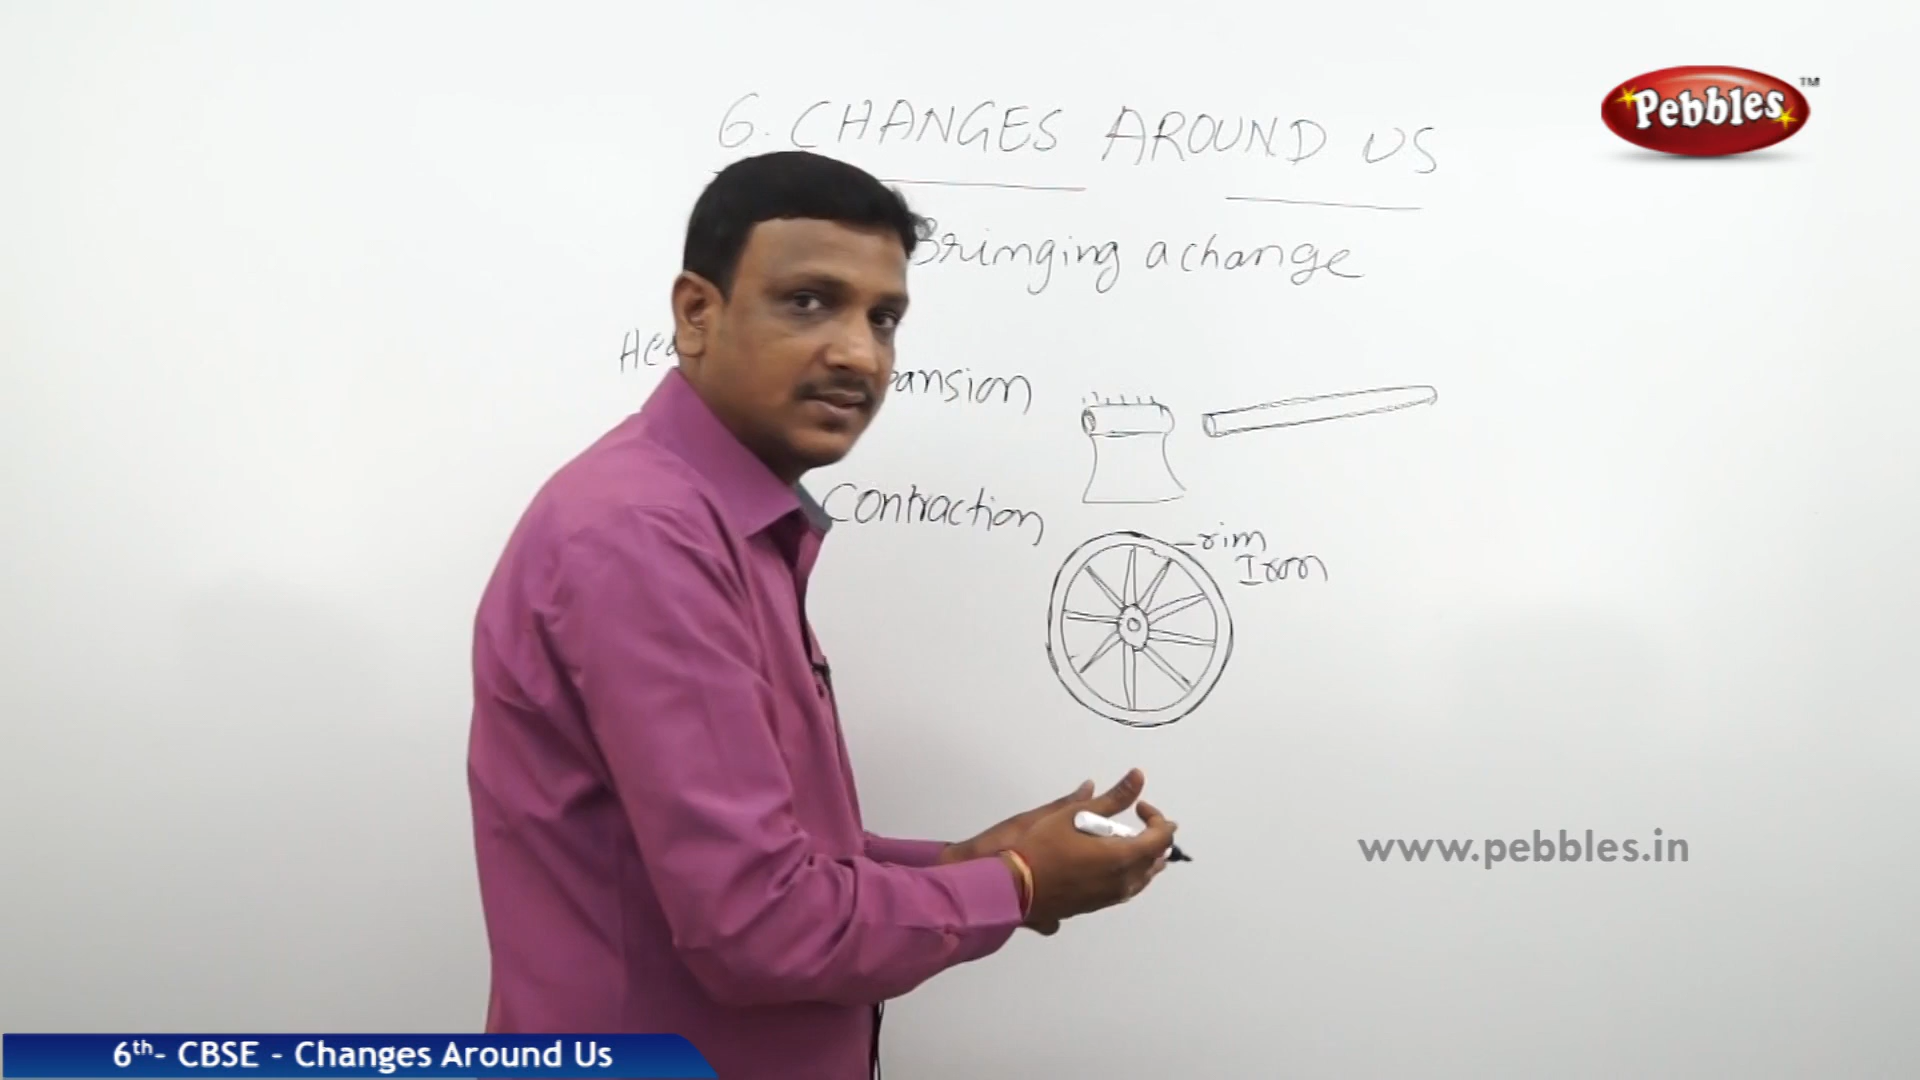 Pebbles TM
6. CHANGES AROUND US
Bringing a change
Contraction
rim
Iron
www.pebbles.in
6th- CBSE - Changes Around Us